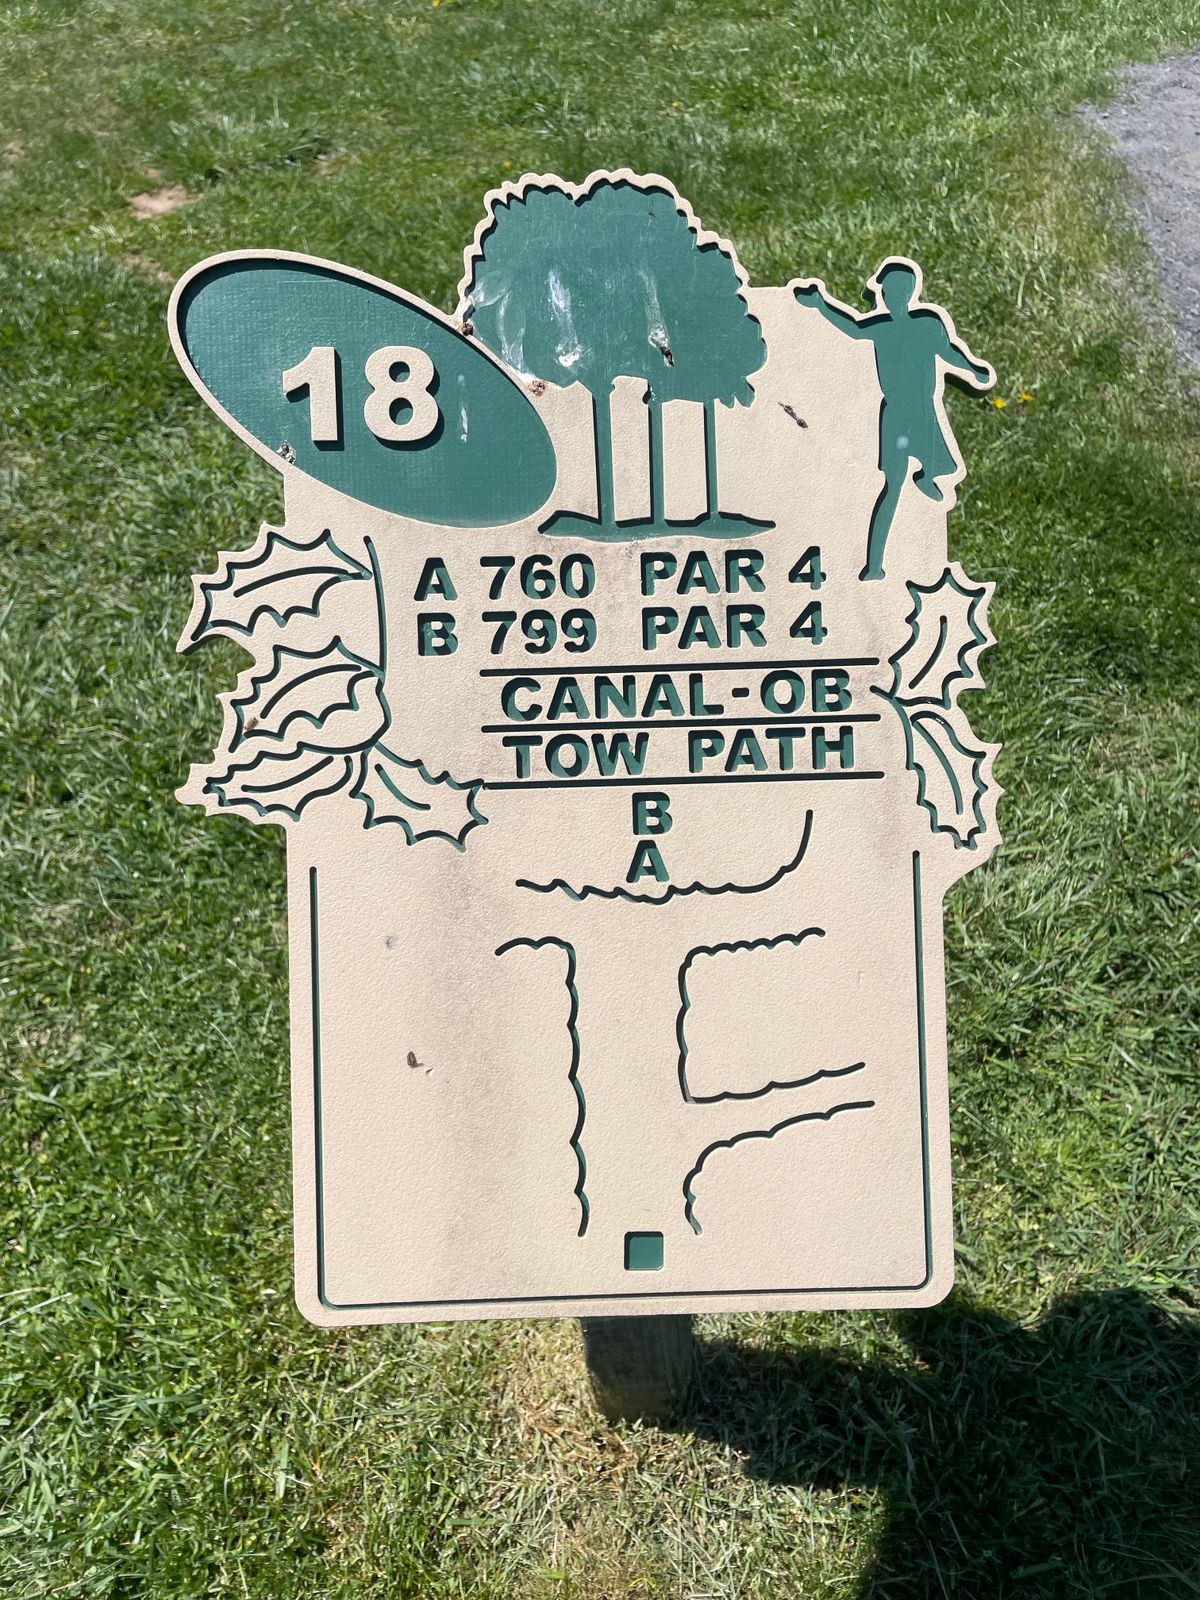 18
A 760 PAR 4
B 799 PAR 4
CANAL-OB
TOW PATH
B
A